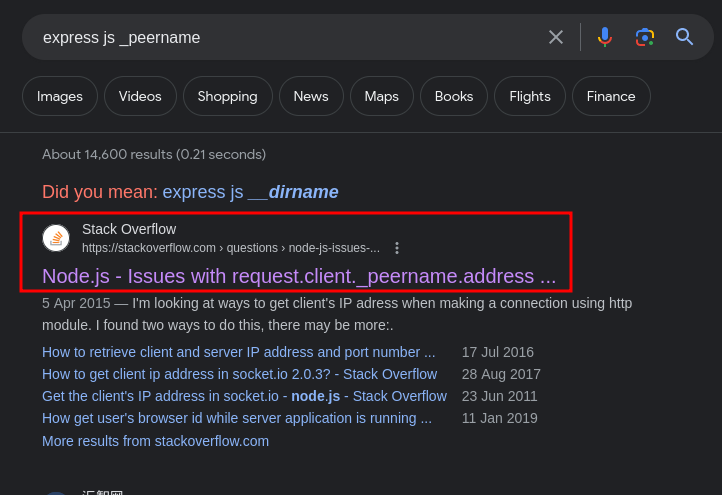 express js _peername
Images Videos Shopping News Maps Books Flights Finance
About 14,600 results (0.21 seconds)
Did you mean: express js __dirname
Stack Overflow
https://stackoverflow.com › questions › node-js-issues-...
Node.js - Issues with request.client._peername.address ...
5 Apr 2015 — I'm looking at ways to get client's IP adress when making a connection using http
module. I found two ways to do this, there may be more:.
How to retrieve client and server IP address and port number ... 17 Jul 2016
How to get client ip address in socket.io 2.0.3? - Stack Overflow 28 Aug 2017
Get the client's IP address in socket.io - node.js - Stack Overflow 23 Jun 2011
How get user's browser id while server application is running ... 11 Jan 2019
More results from stackoverflow.com